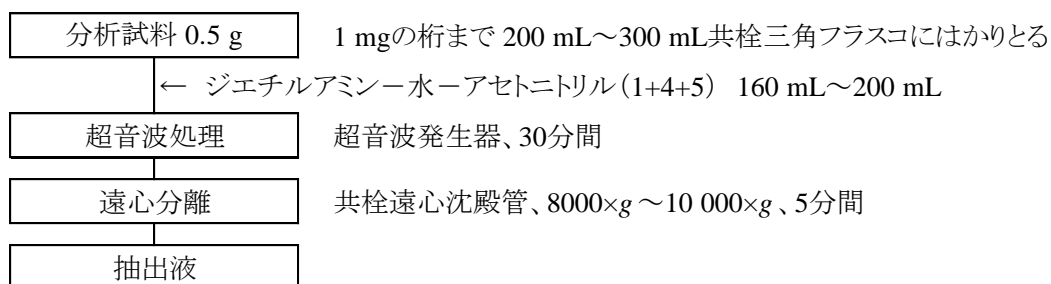 分析試料 0.5 g 1 mgの桁まで 200 mL～300 mL共栓三角フラスコにはかりとる
← ジエチルアミン－水－アセトニトリル（1+4+5） 160 mL～200 mL
超音波処理 超音波発生器、30分間
遠心分離 共栓遠心沈殿管、8000×g～10 000×g、5分間
抽出液